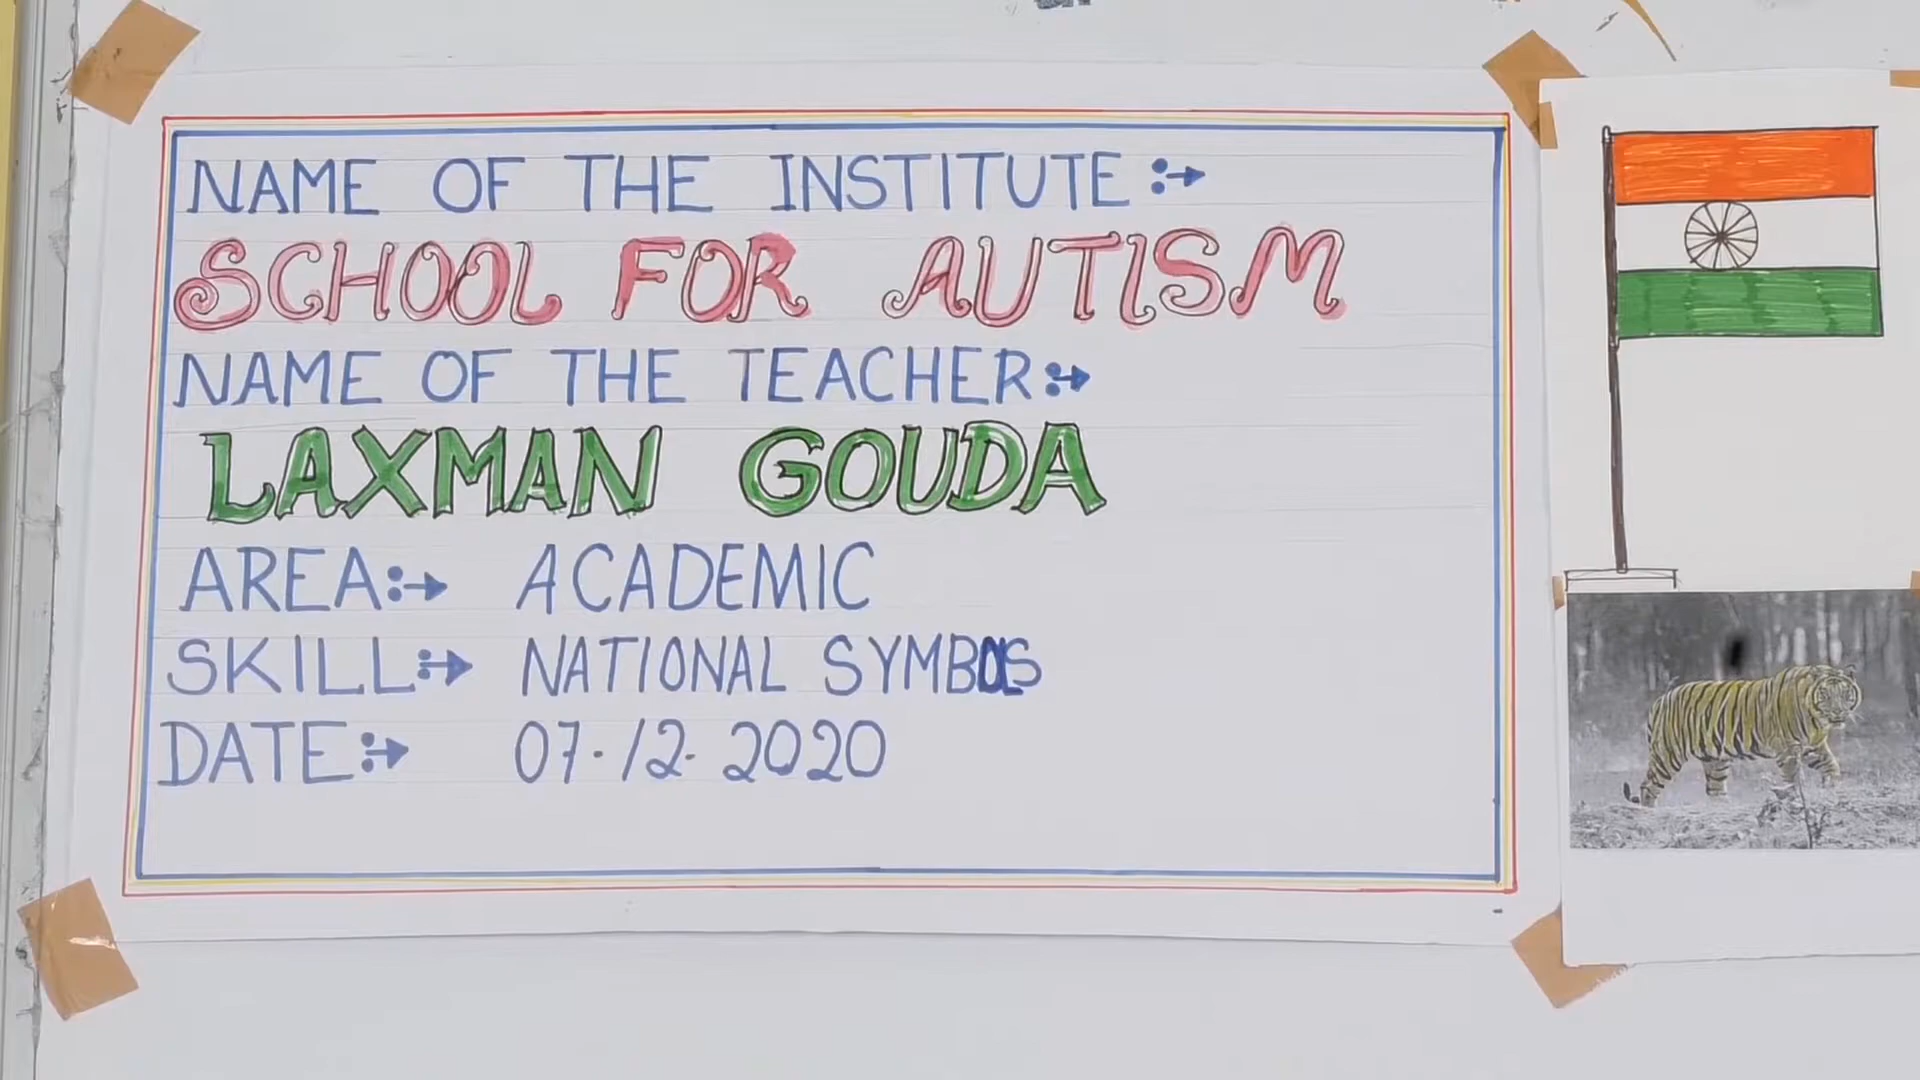 NAME OF THE INSTITUTE :→
SCHOOL FOR AUTISM
NAME OF THE TEACHER :→
LAXMAN GOUDA
AREA :→ ACADEMIC
SKILL :→ NATIONAL SYMBOLS
DATE :→ 07.12.2020